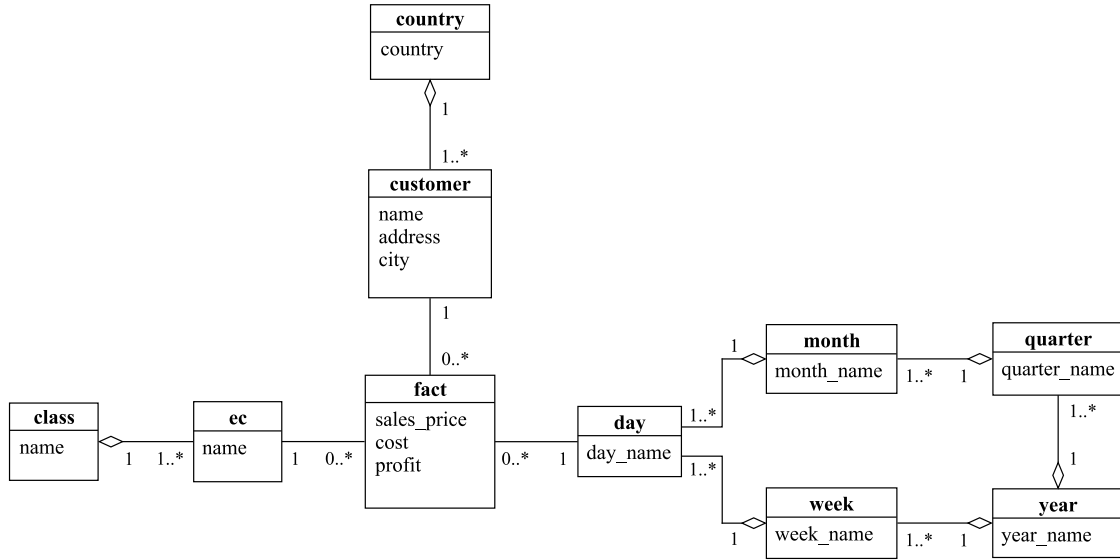 country
country
1
1..*
customer
name
address
city
1
0..*
fact
sales_price
cost
profit
class
name
1
1..*
ec
name
1
0..*
0..*
1
day
day_name
1..*
1..*
1
1
month
month_name
1..*
1
quarter
quarter_name
1..*
1
week
week_name
1..*
1
year
year_name